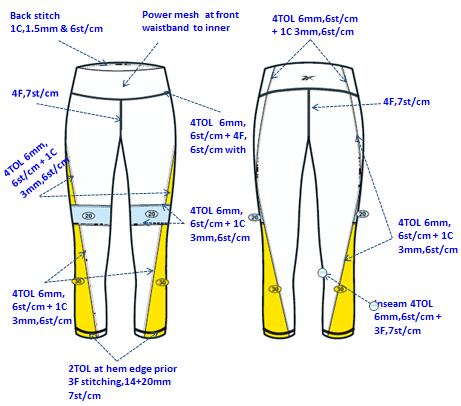 Back stitch
1C,1.5mm & 6st/cm
Power mesh  at front
waistband  to inner
4TOL 6mm,6st/cm
+ 1C 3mm,6st/cm
4F,7st/cm
4F,7st/cm
4TOL  6mm,
6st/cm + 4F,
6st/cm with
4TOL 6mm,
6st/cm + 1C
3mm,6st/cm
4TOL 6mm,
6st/cm + 1C
3mm,6st/cm
4TOL 6mm,
6st/cm + 1C
3mm,6st/cm
20
20
20
20
4TOL 6mm,
6st/cm + 1C
3mm,6st/cm
30
30
30
30
Inseam 4TOL
6mm,6st/cm +
3F,7st/cm
2TOL at hem edge prior
3F stitching,14+20mm
7st/cm